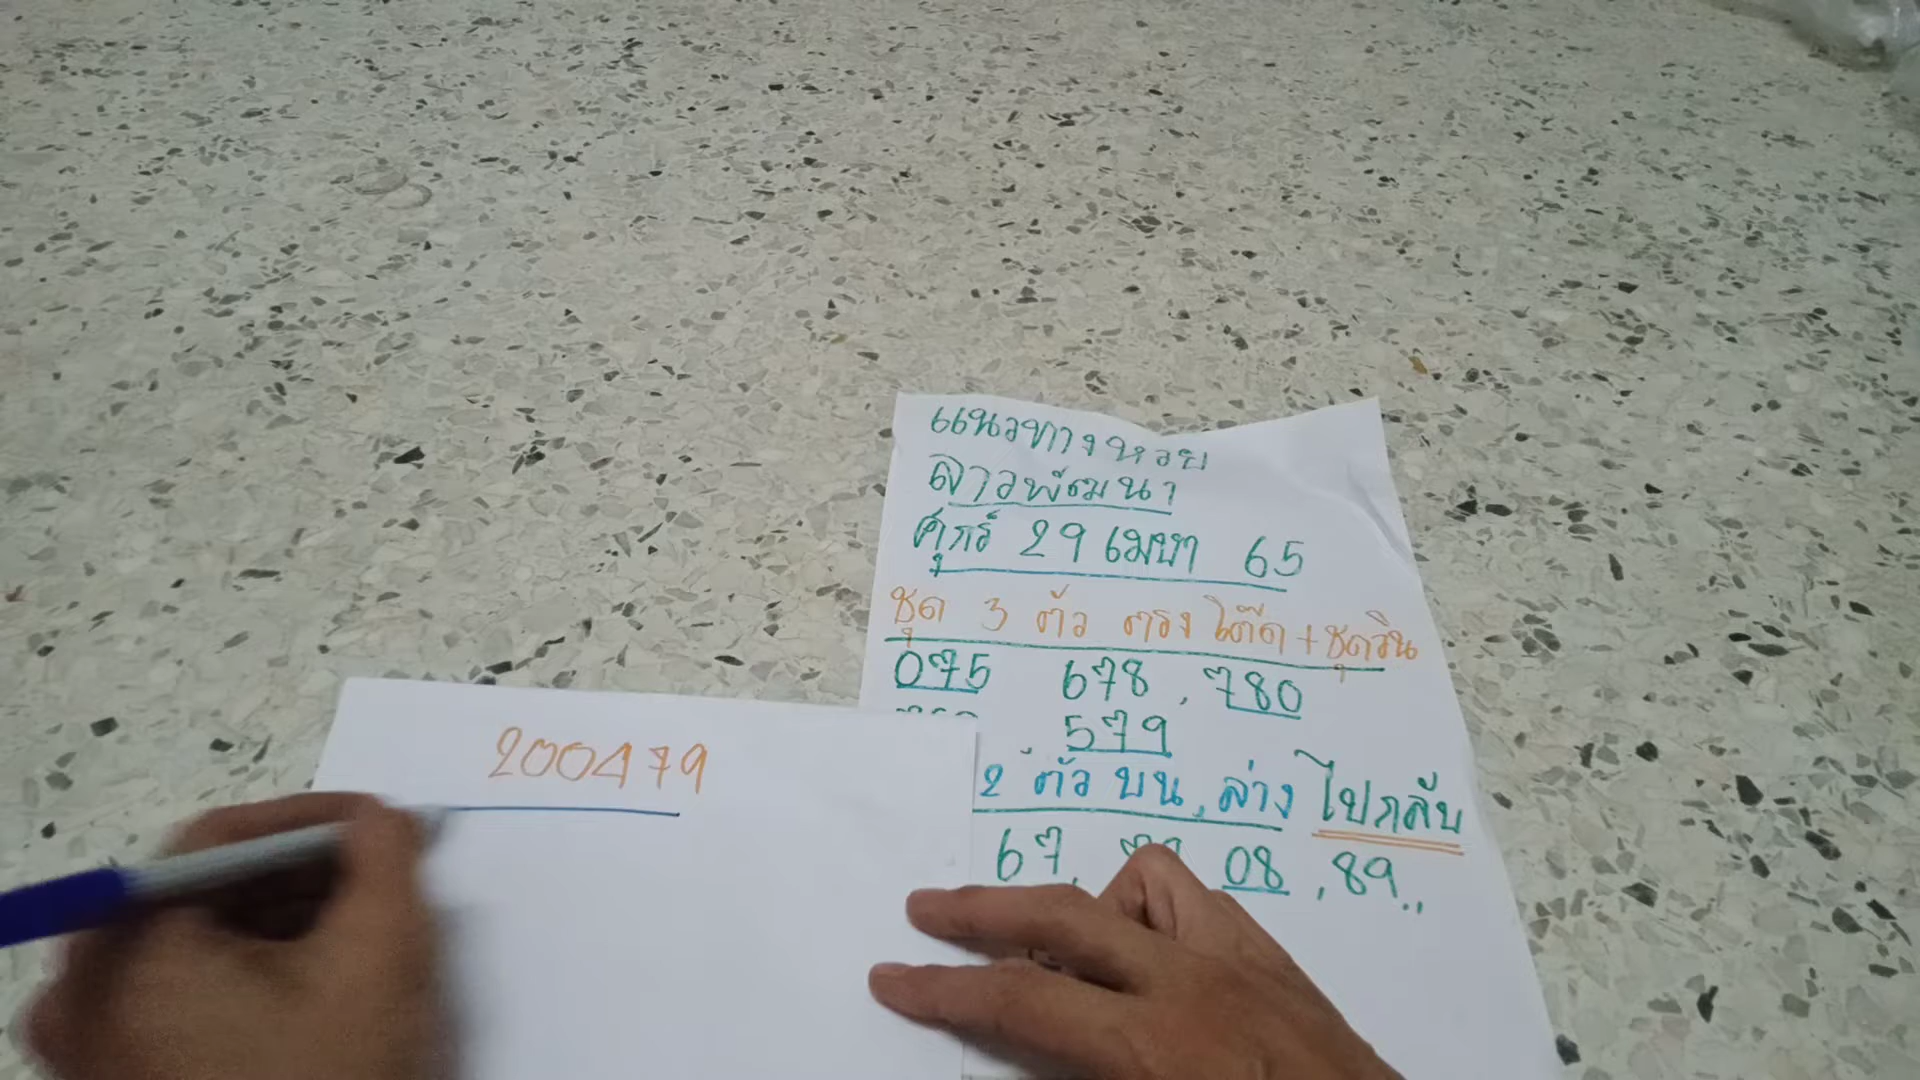 แนวทางหวย
ลาวพัฒนา
ศุกร์ 29 เมษา 65
ชุด 3 ตัว ตรง โต๊ด + ชุดวิน
075 678 , 780
579
2 ตัว บน , ล่าง ไปกลับ
67, 08 , 89..
200479